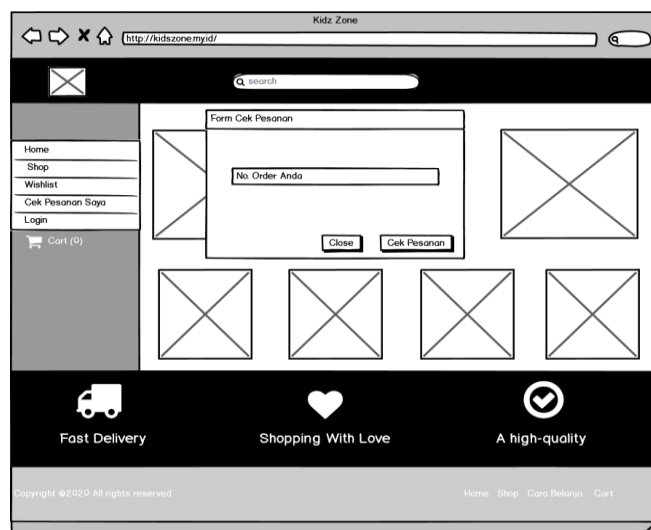 Kidz Zone
http://kidszone.my.id/
search
Form Cek Pesanan
No. Order Anda
Close Cek Pesanan
Home
Shop
Wishlist
Cek Pesanan Saya
Login
Cart (0)
Fast Delivery Shopping With Love A high-quality
Copyright @2020 All rights reserved Home Shop Cara Belanja Cart